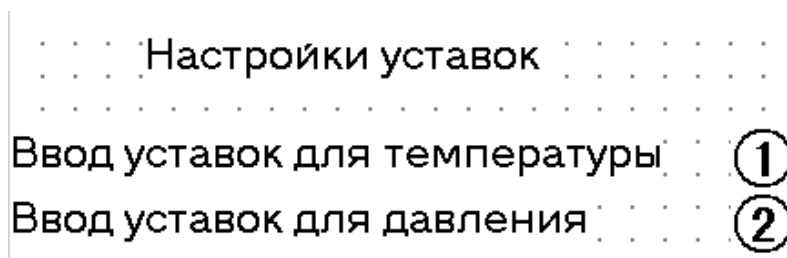 Настройки уставок
Ввод уставок для температуры 1
Ввод уставок для давления 2